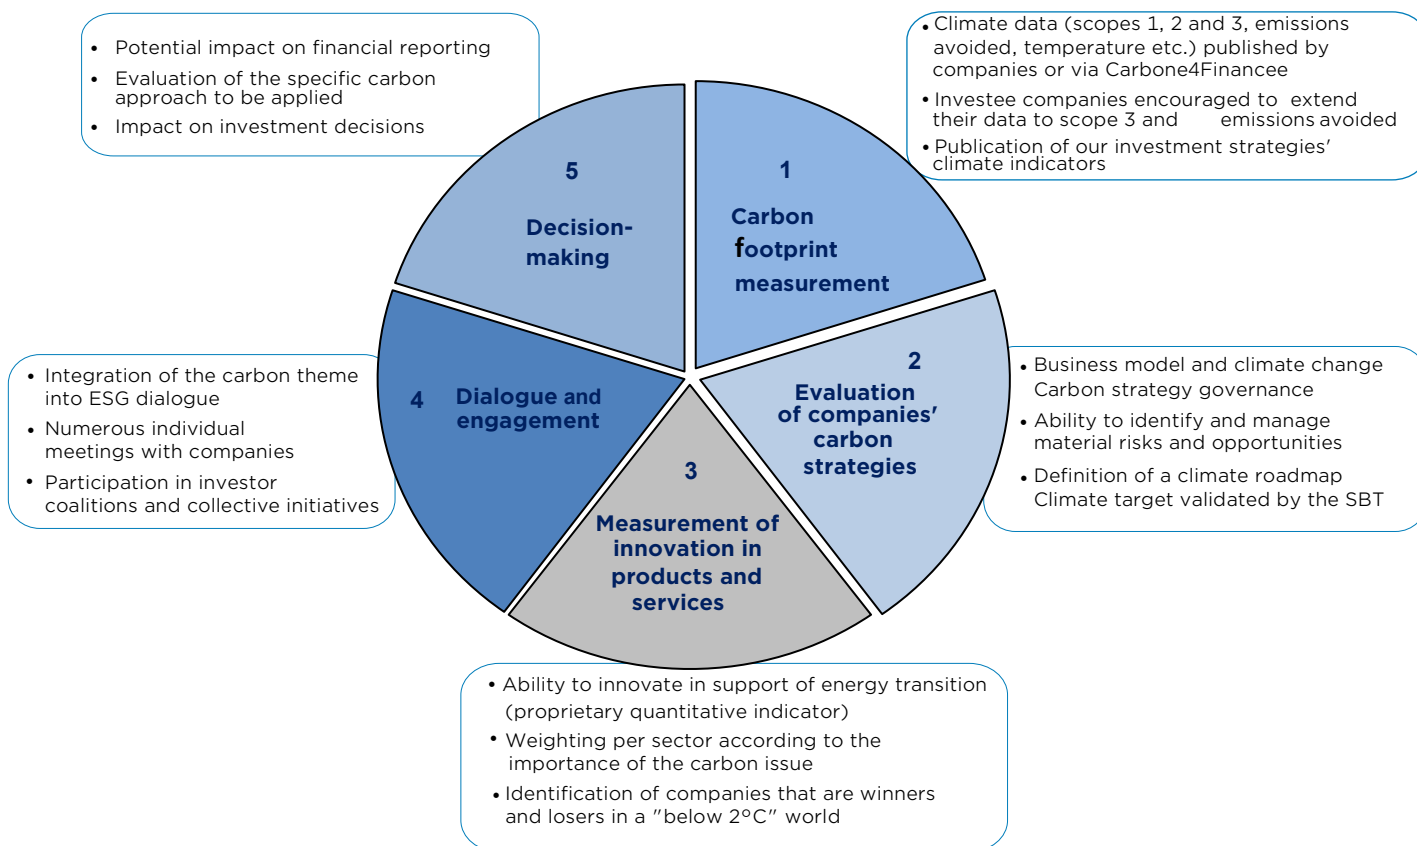 • Potential impact on financial reporting
• Evaluation of the specific carbon
approach to be applied
• Impact on investment decisions
• Climate data (scopes 1, 2 and 3, emissions
avoided, temperature etc.) published by
companies or via Carbone4Financee
• Investee companies encouraged to extend
their data to scope 3 and emissions avoided
• Publication of our investment strategies'
climate indicators
5
Decision-
making
1
Carbon
footprint
measurement
2
Evaluation
of companies'
carbon
strategies
• Business model and climate change
Carbon strategy governance
• Ability to identify and manage
material risks and opportunities
• Definition of a climate roadmap
Climate target validated by the SBT
• Integration of the carbon theme
into ESG dialogue
• Numerous individual
meetings with companies
• Participation in investor
coalitions and collective initiatives
4 Dialogue and
engagement
3
Measurement of
innovation in
products and
services
• Ability to innovate in support of energy transition
(proprietary quantitative indicator)
• Weighting per sector according to the
importance of the carbon issue
• Identification of companies that are winners
and losers in a "below 2°C" world